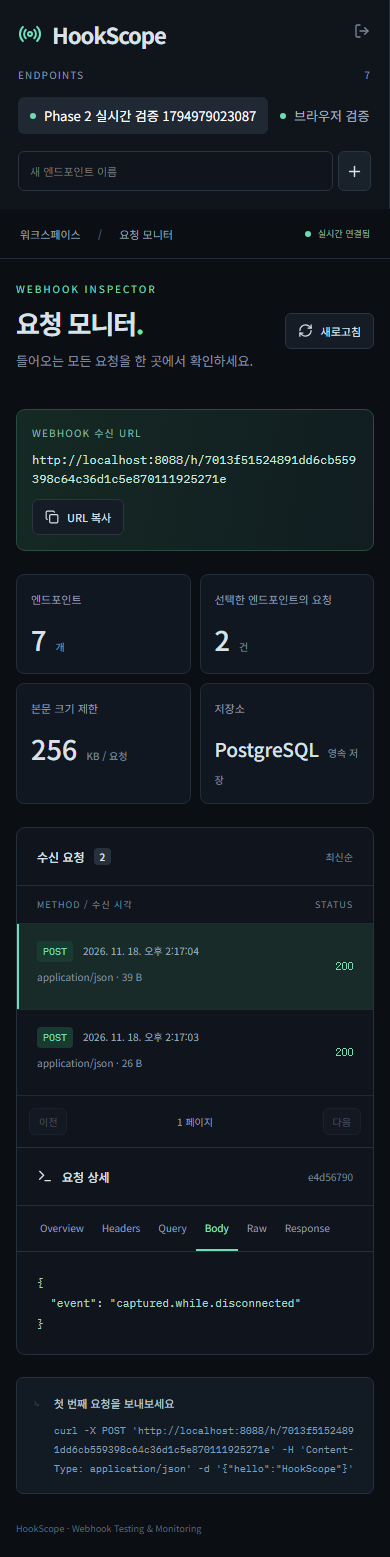 HookScope
ENDPOINTS 7
Phase 2 실시간 검증 1794979023087 브라우저 검증
새 엔드포인트 이름 +
워크스페이스 / 요청 모니터 실시간 연결됨
WEBHOOK INSPECTOR
요청 모니터.
새로고침
들어오는 모든 요청을 한 곳에서 확인하세요.
WEBHOOK 수신 URL
http://localhost:8088/h/7013f51524891dd6cb559
398c64c36d1c5e870111925271e
URL 복사
엔드포인트
7 개
선택한 엔드포인트의 요청
2 건
본문 크기 제한
256 KB / 요청
저장소
PostgreSQL 영속 저
장
수신 요청 2 최신순
METHOD / 수신 시각 STATUS
POST 2026. 11. 18. 오후 2:17:04
application/json · 39 B
200
POST 2026. 11. 18. 오후 2:17:03
application/json · 26 B
200
이전 1 페이지 다음
요청 상세 e4d56790
Overview Headers Query Body Raw Response
{
"event": "captured.while.disconnected"
}
첫 번째 요청을 보내보세요
curl -X POST 'http://localhost:8088/h/7013f5152489
1dd6cb559398c64c36d1c5e870111925271e' -H 'Content-
Type: application/json' -d '{"hello":"HookScope"}'
HookScope · Webhook Testing & Monitoring